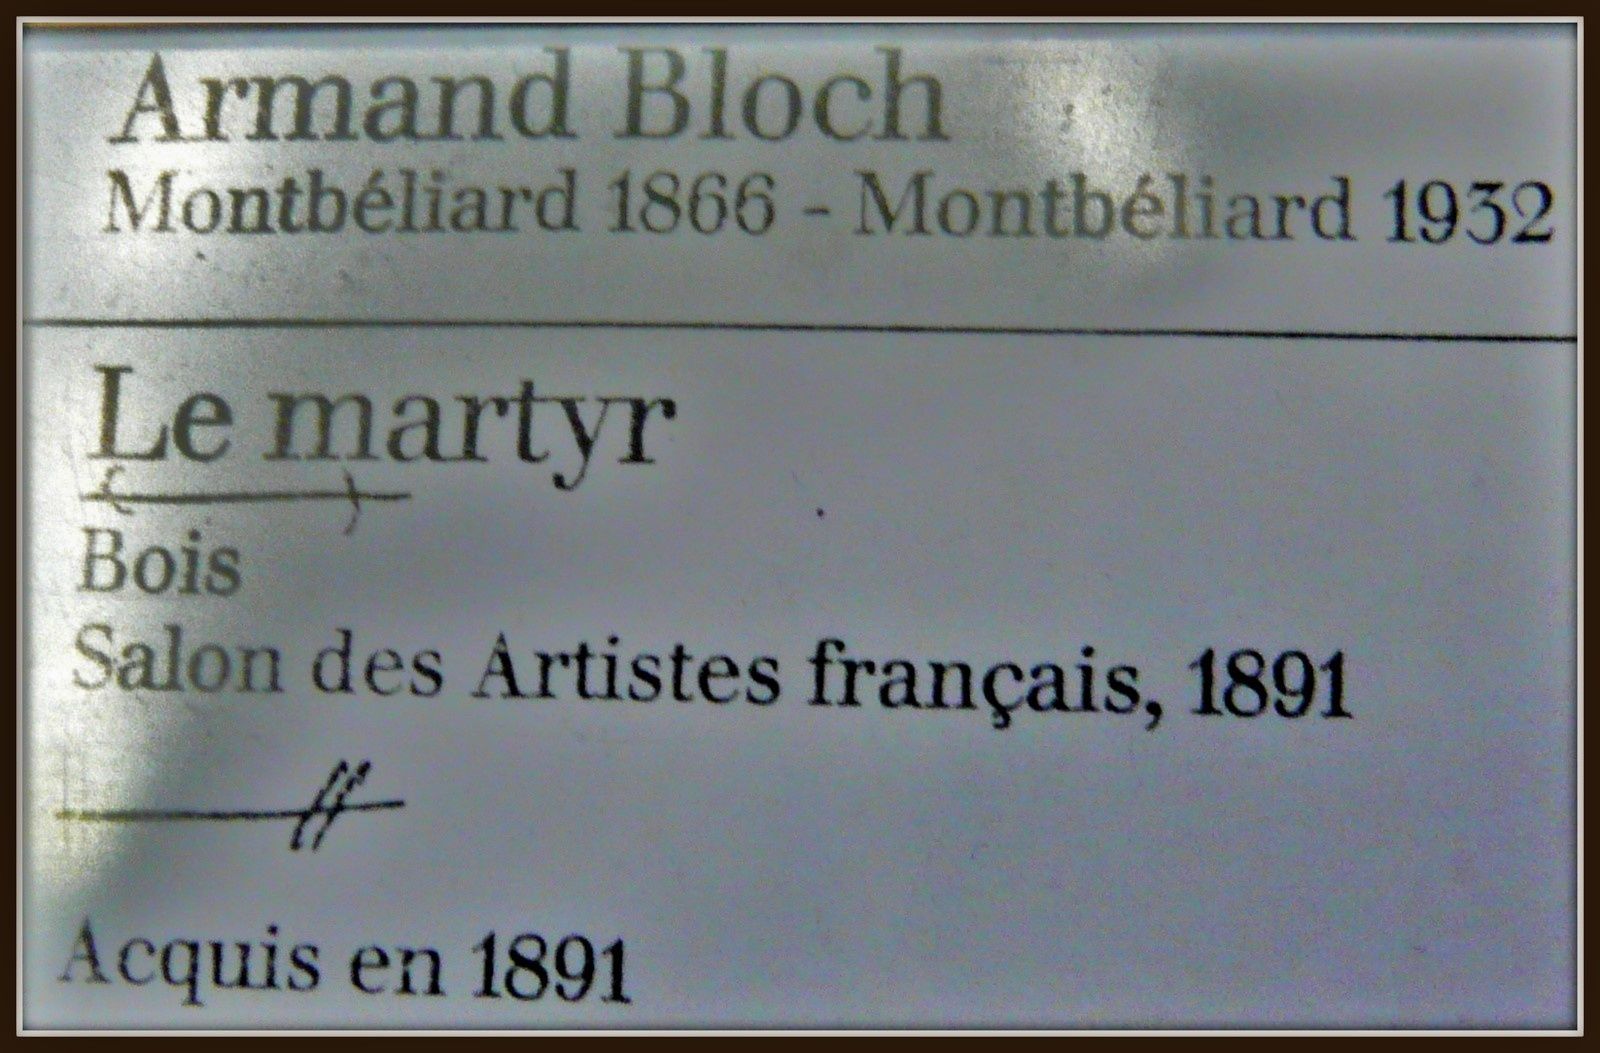 Armand Bloch
Montbéliard 1866 - Montbéliard 1932
Le martyr
Bois
Salon des Artistes français, 1891
Acquis en 1891